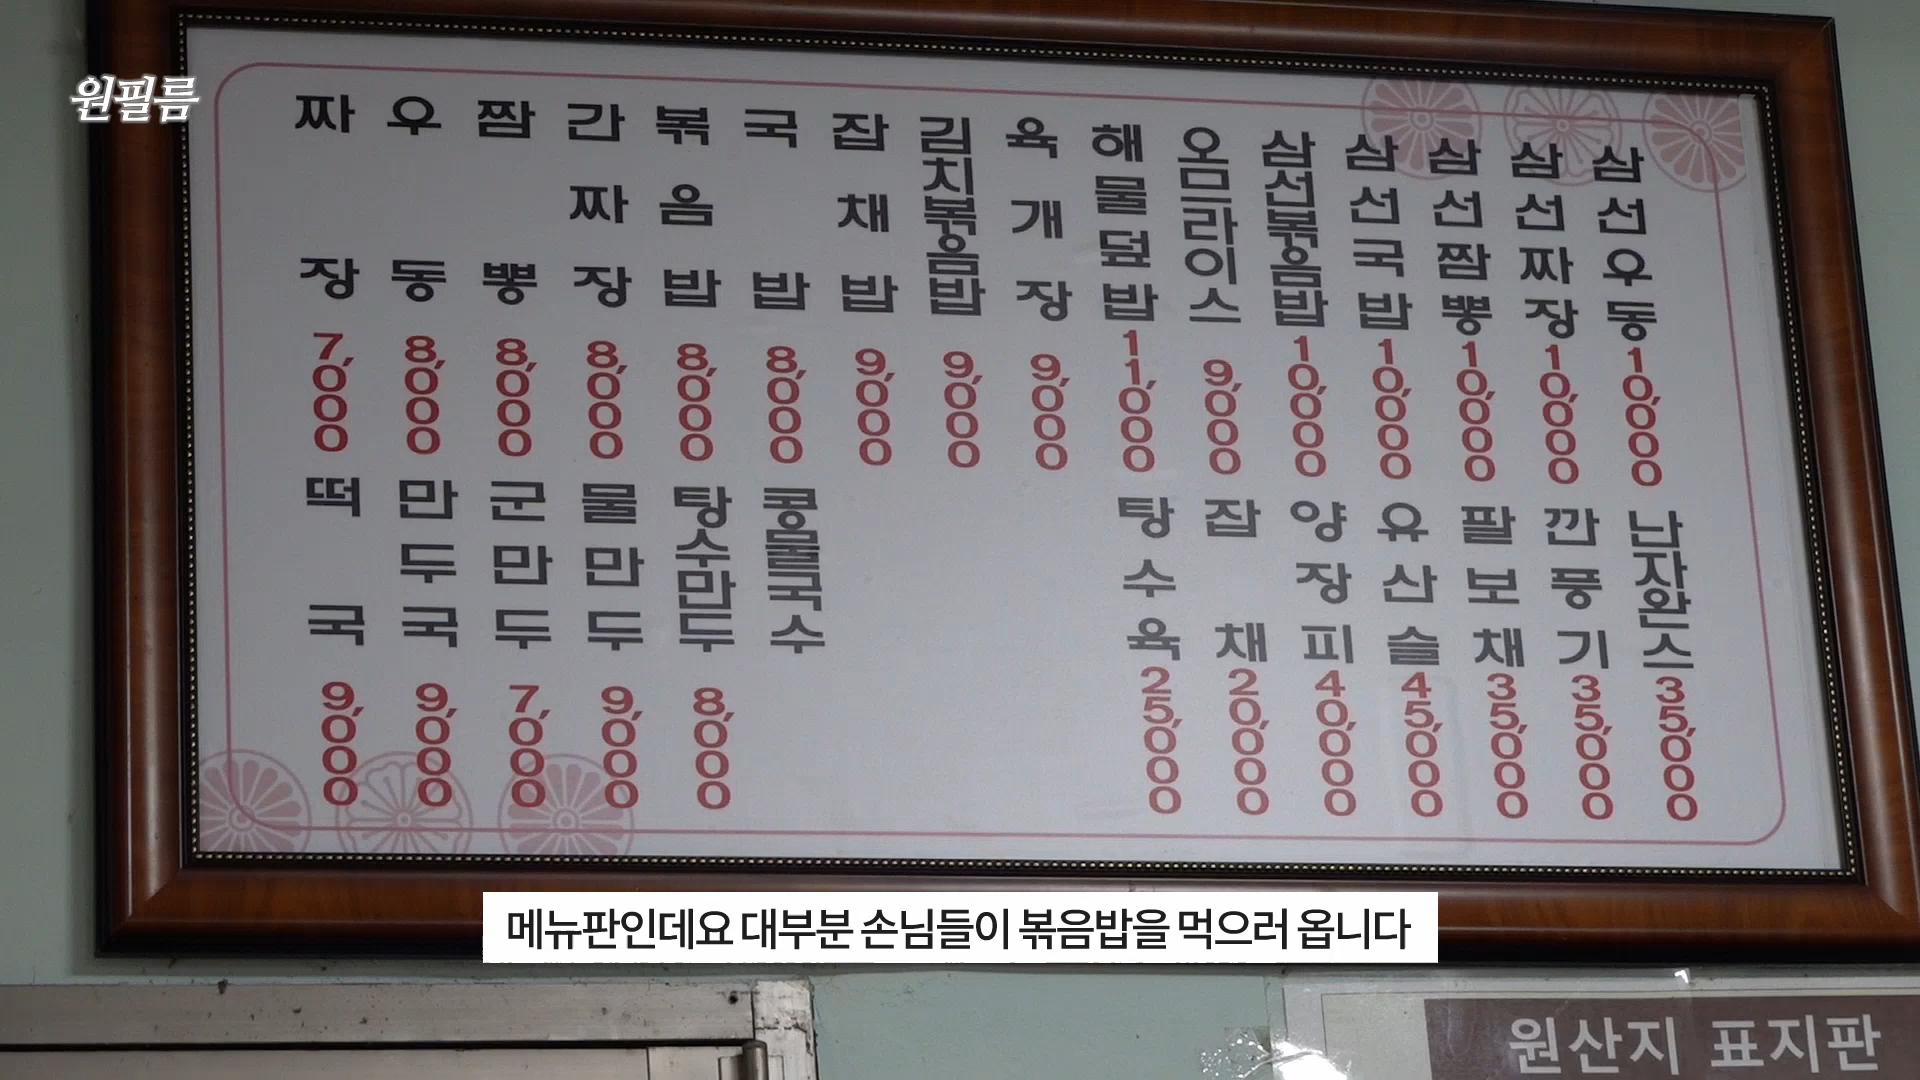 원필름
짜장 7,000
우동 8,000
짬뽕 8,000
간짜장 8,000
볶음밥 8,000
국밥 8,000
잡채밥 9,000
김치볶음밥 9,000
육개장 9,000
해물덮밥 11,000
오므라이스 9,000
삼선볶음밥 10,000
삼선국밥 10,000
삼선짬뽕 10,000
삼선짜장 10,000
삼선우동 10,000
떡국 9,000
만두국 9,000
군만두 7,000
물만두 9,000
탕수만두 8,000
콩물국수
탕수육 25,000
잡채 20,000
양장피 40,000
유산슬 45,000
팔보채 35,000
깐풍기 35,000
난자완스 35,000
메뉴판인데요 대부분 손님들이 볶음밥을 먹으러 옵니다
원산지 표지판